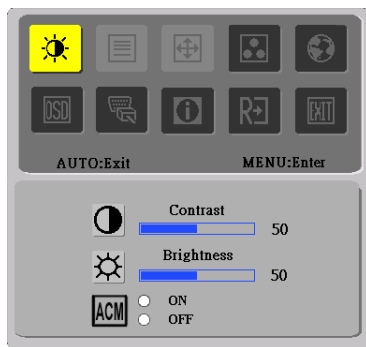 OSD
i
R
EXIT
AUTO:Exit MENU:Enter
Contrast
50
Brightness
50
ACM ON
OFF